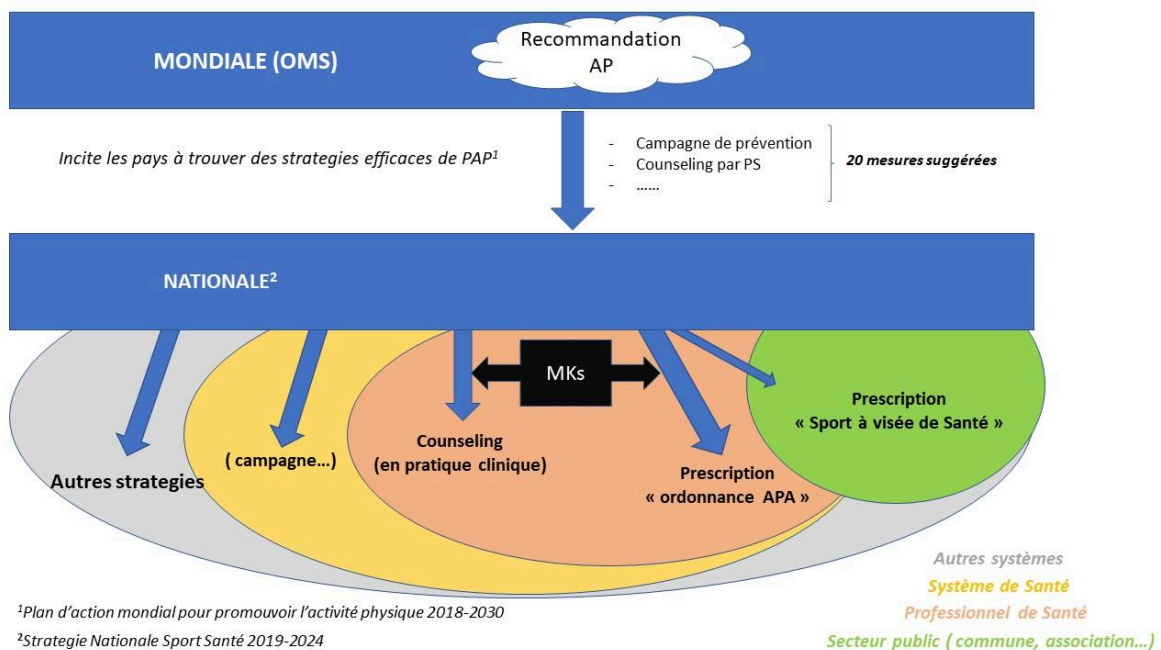 MONDIALE (OMS)
Recommandation
AP
Incite les pays à trouver des strategies efficaces de PAP¹
- Campagne de prévention
- Counseling par PS
- ......
20 mesures suggérées
NATIONALE²
MKs
Autres strategies
( campagne...)
Counseling
(en pratique clinique)
Prescription
« ordonnance APA »
Prescription
« Sport à visée de Santé »
Autres systèmes
Système de Santé
Professionnel de Santé
Secteur public ( commune, association...)
¹Plan d'action mondial pour promouvoir l'activité physique 2018-2030
²Strategie Nationale Sport Santé 2019-2024